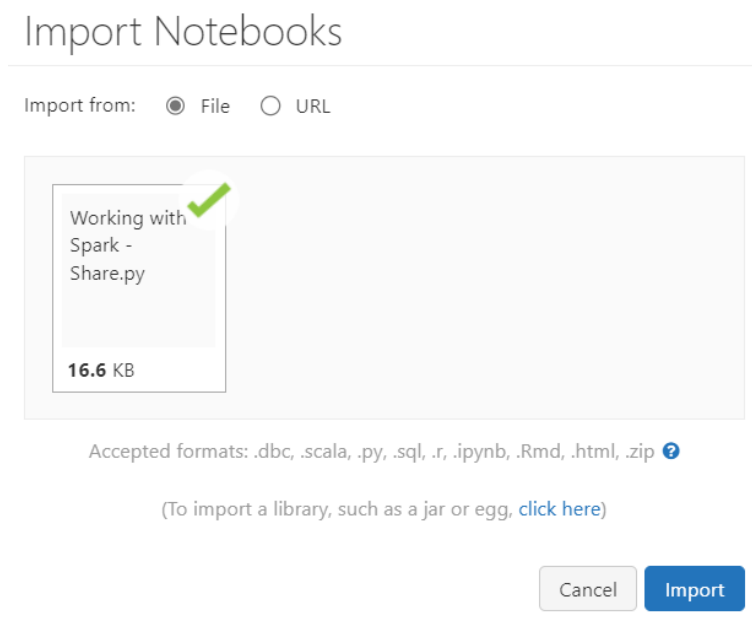 Import Notebooks
Import from: File URL
Working with
Spark -
Share.py
16.6 KB
Accepted formats: .dbc, .scala, .py, .sql, .r, .ipynb, .Rmd, .html, .zip ?
(To import a library, such as a jar or egg, click here)
Cancel Import